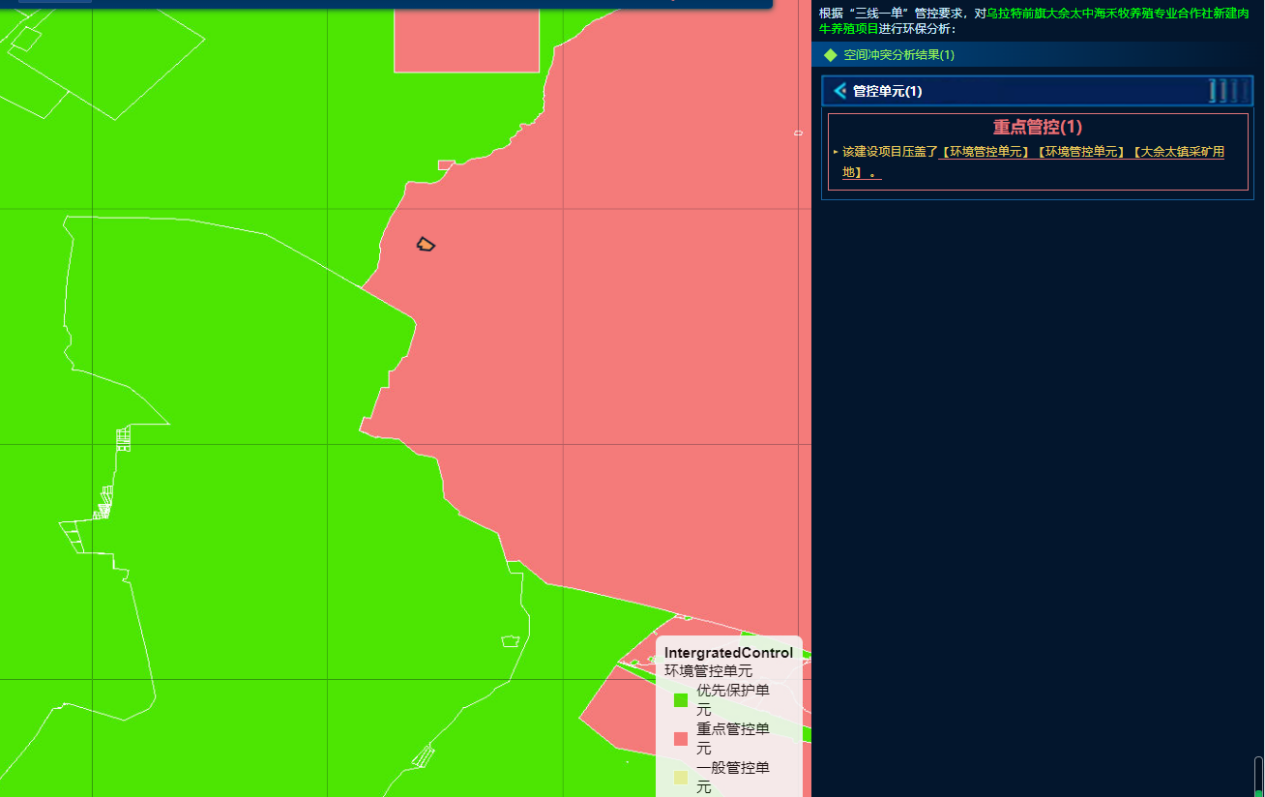 根据“三线一单”管控要求，对乌拉特前旗大佘太中海禾牧养殖专业合作社新建肉
牛养殖项目进行环保分析：
空间冲突分析结果(1)
管控单元(1)
重点管控(1)
该建设项目压盖了【环境管控单元】【环境管控单元】【大佘太镇采矿用
地】 。
IntergratedControl
环境管控单元
优先保护单
元
重点管控单
元
一般管控单
元